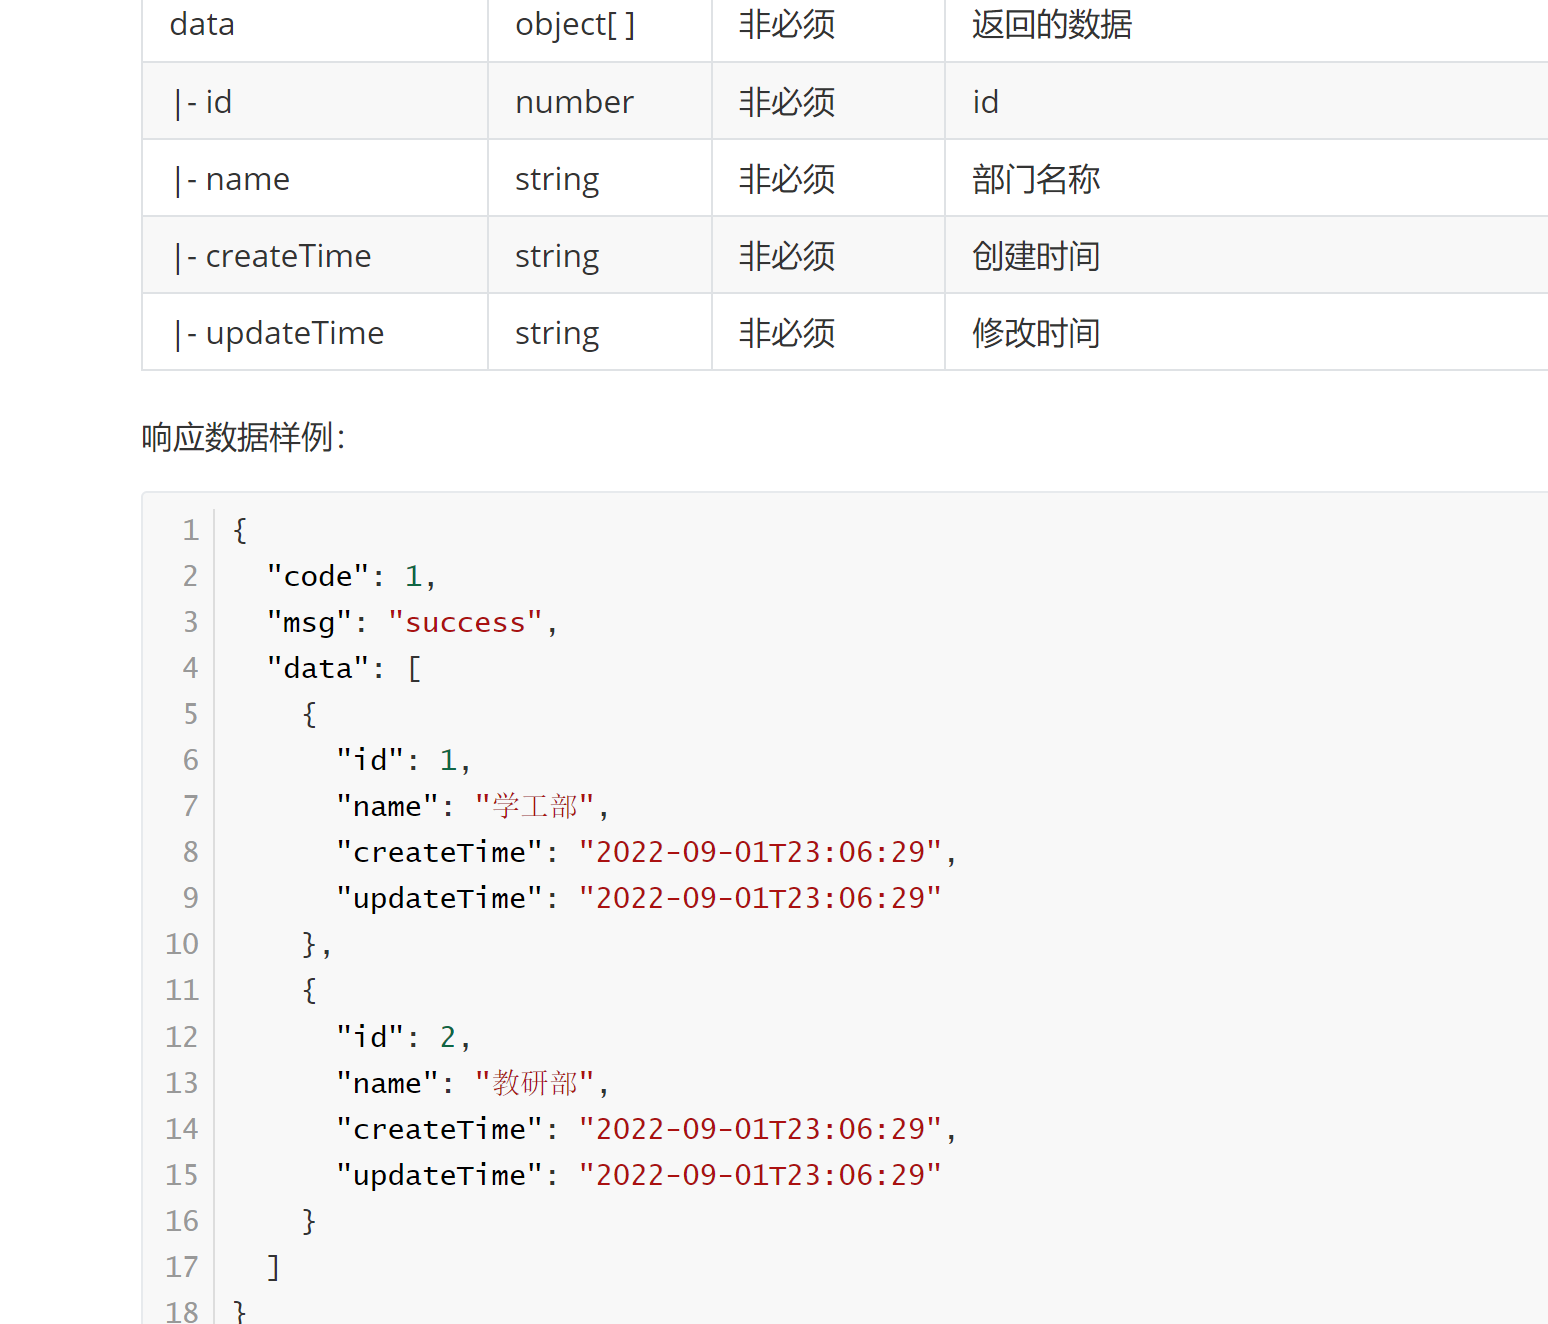 data object[ ] 非必须 返回的数据
|- id number 非必须 id
|- name string 非必须 部门名称
|- createTime string 非必须 创建时间
|- updateTime string 非必须 修改时间
响应数据样例：
1 {
2 "code": 1,
3 "msg": "success",
4 "data": [
5 {
6 "id": 1,
7 "name": "学工部",
8 "createTime": "2022-09-01T23:06:29",
9 "updateTime": "2022-09-01T23:06:29"
10 },
11 {
12 "id": 2,
13 "name": "教研部",
14 "createTime": "2022-09-01T23:06:29",
15 "updateTime": "2022-09-01T23:06:29"
16 }
17 ]
18 }